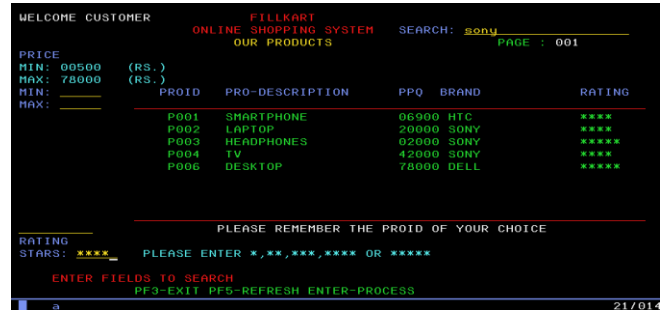 WELCOME CUSTOMER FILLKART
ONLINE SHOPPING SYSTEM SEARCH: sony
OUR PRODUCTS PAGE : 001
PRICE
MIN: 00500 (RS.)
MAX: 78000 (RS.)
MIN: PROID PRO-DESCRIPTION PPQ BRAND RATING
MAX:
P001 SMARTPHONE 06900 HTC ****
P002 LAPTOP 20000 SONY ****
P003 HEADPHONES 02000 SONY *****
P004 TV 42000 SONY ****
P006 DESKTOP 78000 DELL *****
PLEASE REMEMBER THE PROID OF YOUR CHOICE
RATING
STARS: **** PLEASE ENTER *,**,***,**** OR *****
ENTER FIELDS TO SEARCH
PF3-EXIT PF5-REFRESH ENTER-PROCESS
a 21/014